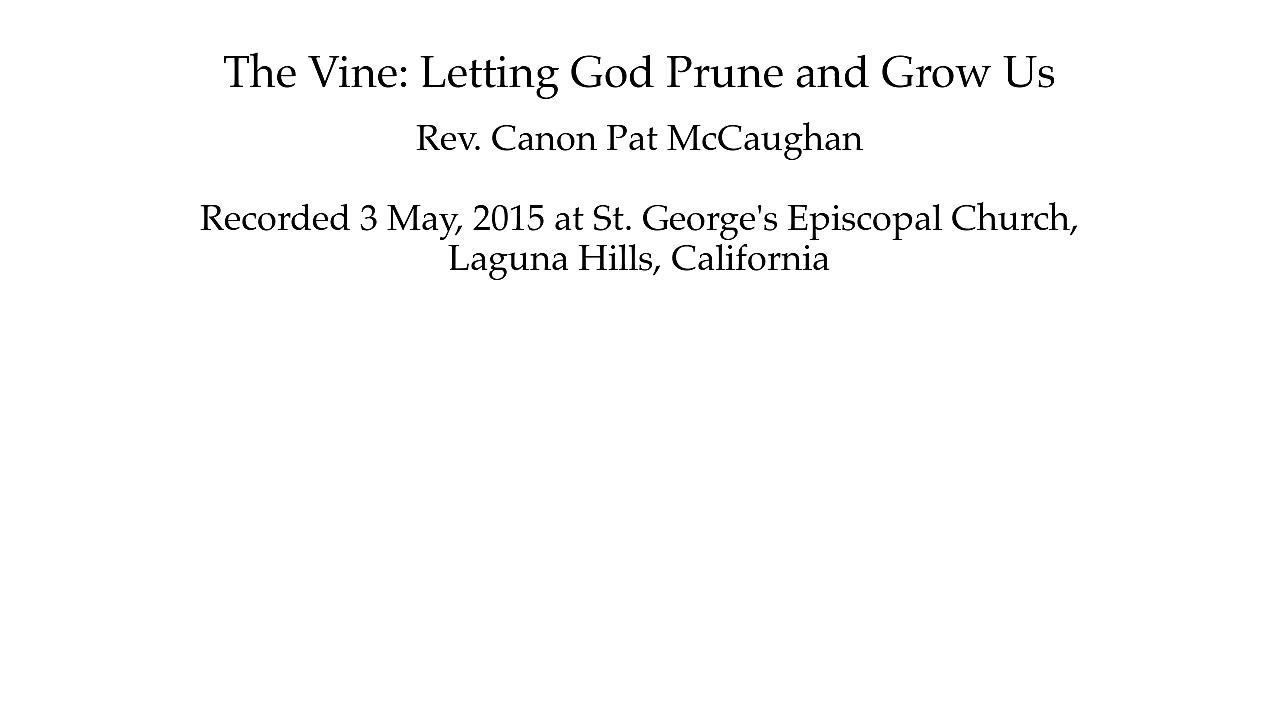 The Vine: Letting God Prune and Grow Us
Rev. Canon Pat McCaughan
Recorded 3 May, 2015 at St. George's Episcopal Church,
Laguna Hills, California